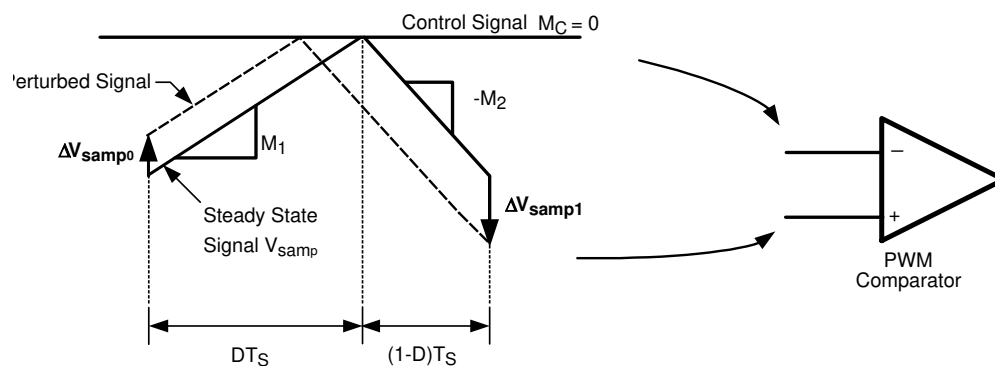 Control Signal M_C = 0
Perturbed Signal
-M2
M1
ΔVsamp0
ΔVsamp1
Steady State
Signal Vsamp
−
+
PWM
Comparator
DTS
(1-D)TS